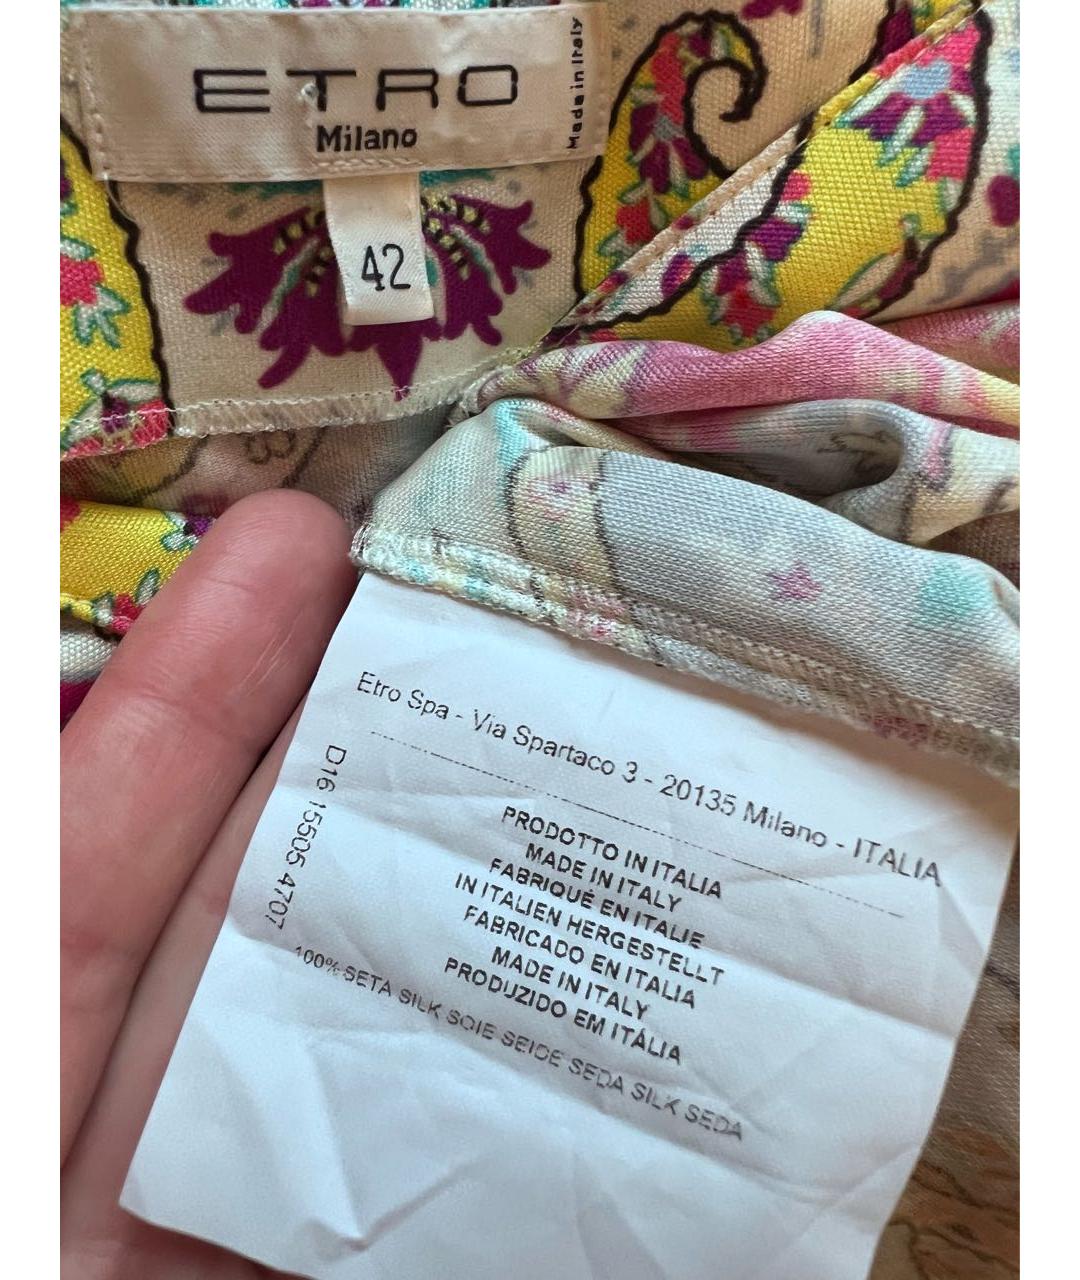 ETRO
Milano
Made in Italy
42
Etro Spa - Via Spartaco 3 - 20135 Milano - ITALIA
PRODOTTO IN ITALIA
MADE IN ITALY
FABRIQUÉ EN ITALIE
IN ITALIEN HERGESTELLT
FABRICADO EN ITALIA
MADE IN ITALY
PRODUZIDO EM ITÁLIA
100% SETA SILK SOIE SEIDE SEDA SILK SEDA
D16 15505 4707